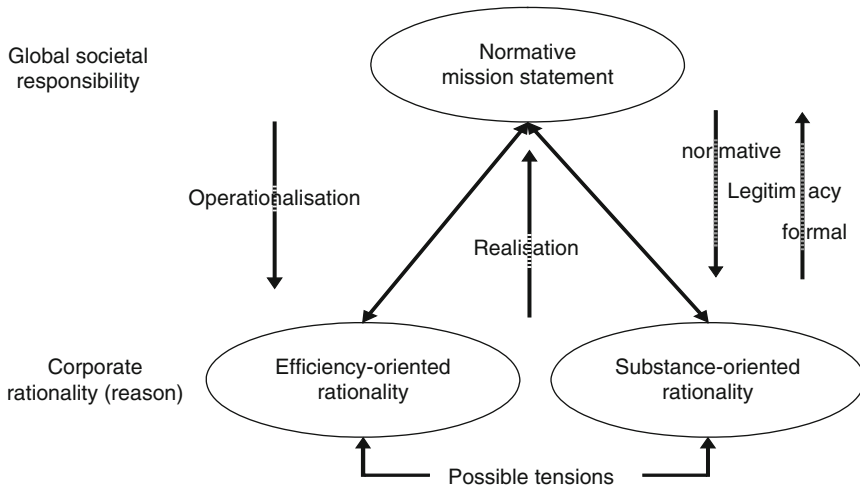 Global societal
responsibility
Normative
mission statement
normative
Operationalisation
Legitimacy
formal
Realisation
Corporate
rationality (reason)
Efficiency-oriented
rationality
Substance-oriented
rationality
Possible tensions